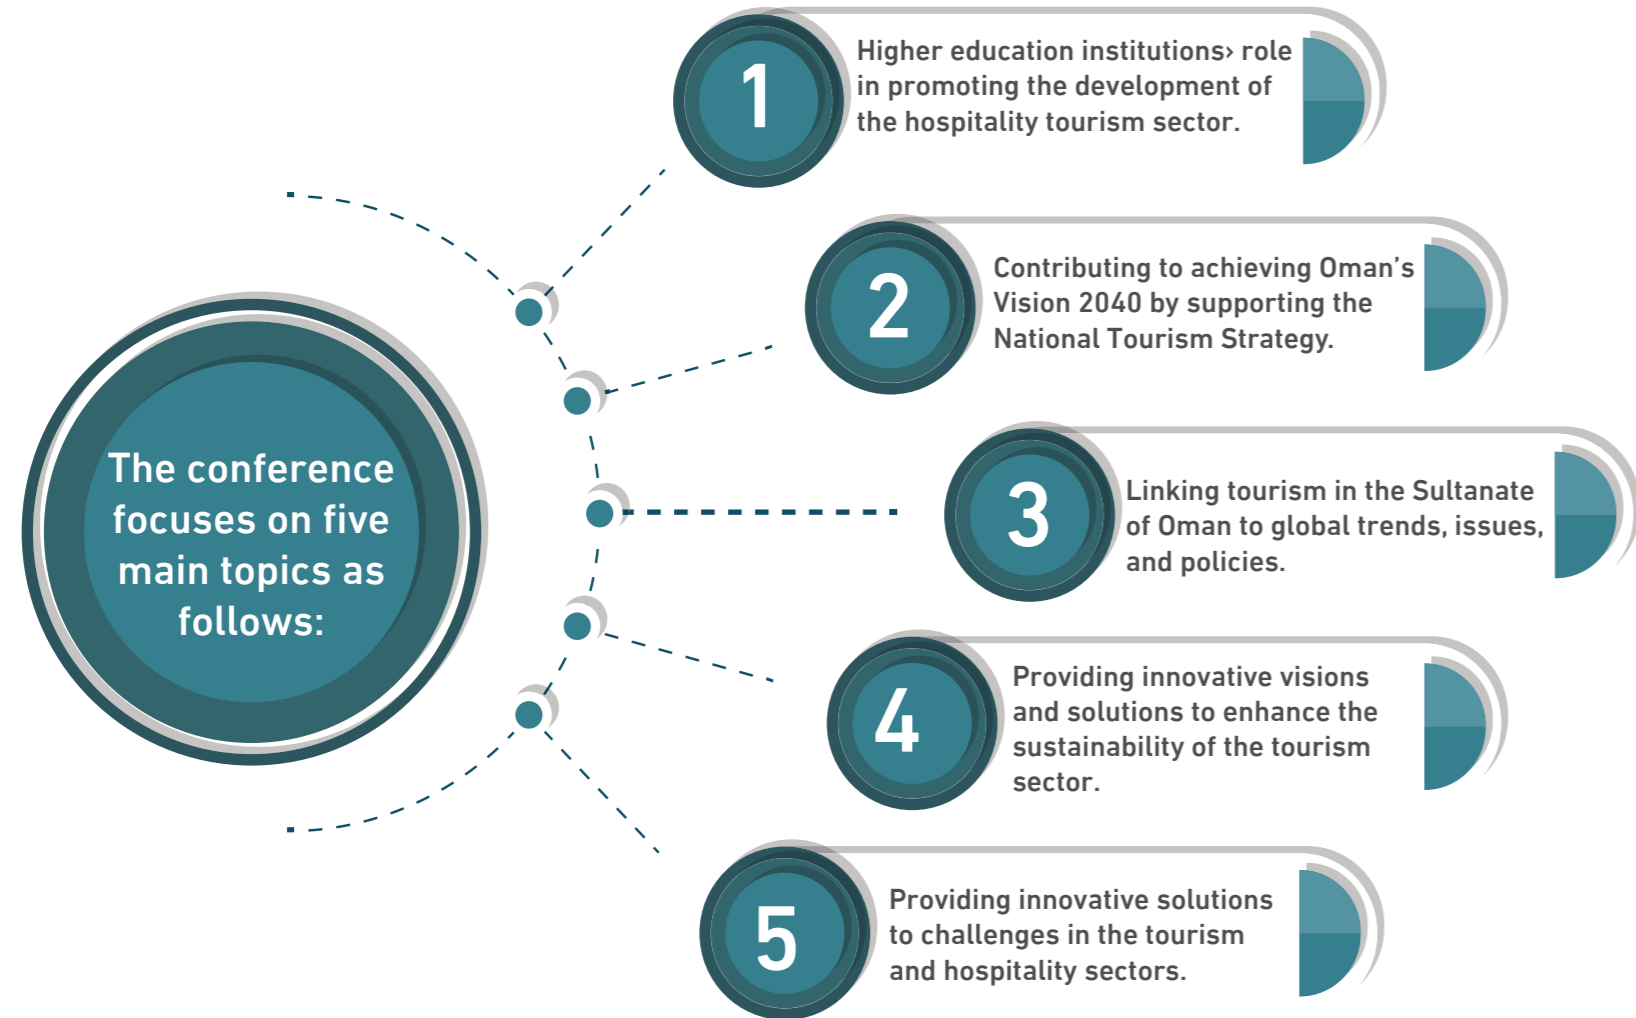 The conference
focuses on five
main topics as
follows:
1
Higher education institutions› role
in promoting the development of
the hospitality tourism sector.
2
Contributing to achieving Oman’s
Vision 2040 by supporting the
National Tourism Strategy.
3
Linking tourism in the Sultanate
of Oman to global trends, issues,
and policies.
4
Providing innovative visions
and solutions to enhance the
sustainability of the tourism
sector.
5
Providing innovative solutions
to challenges in the tourism
and hospitality sectors.